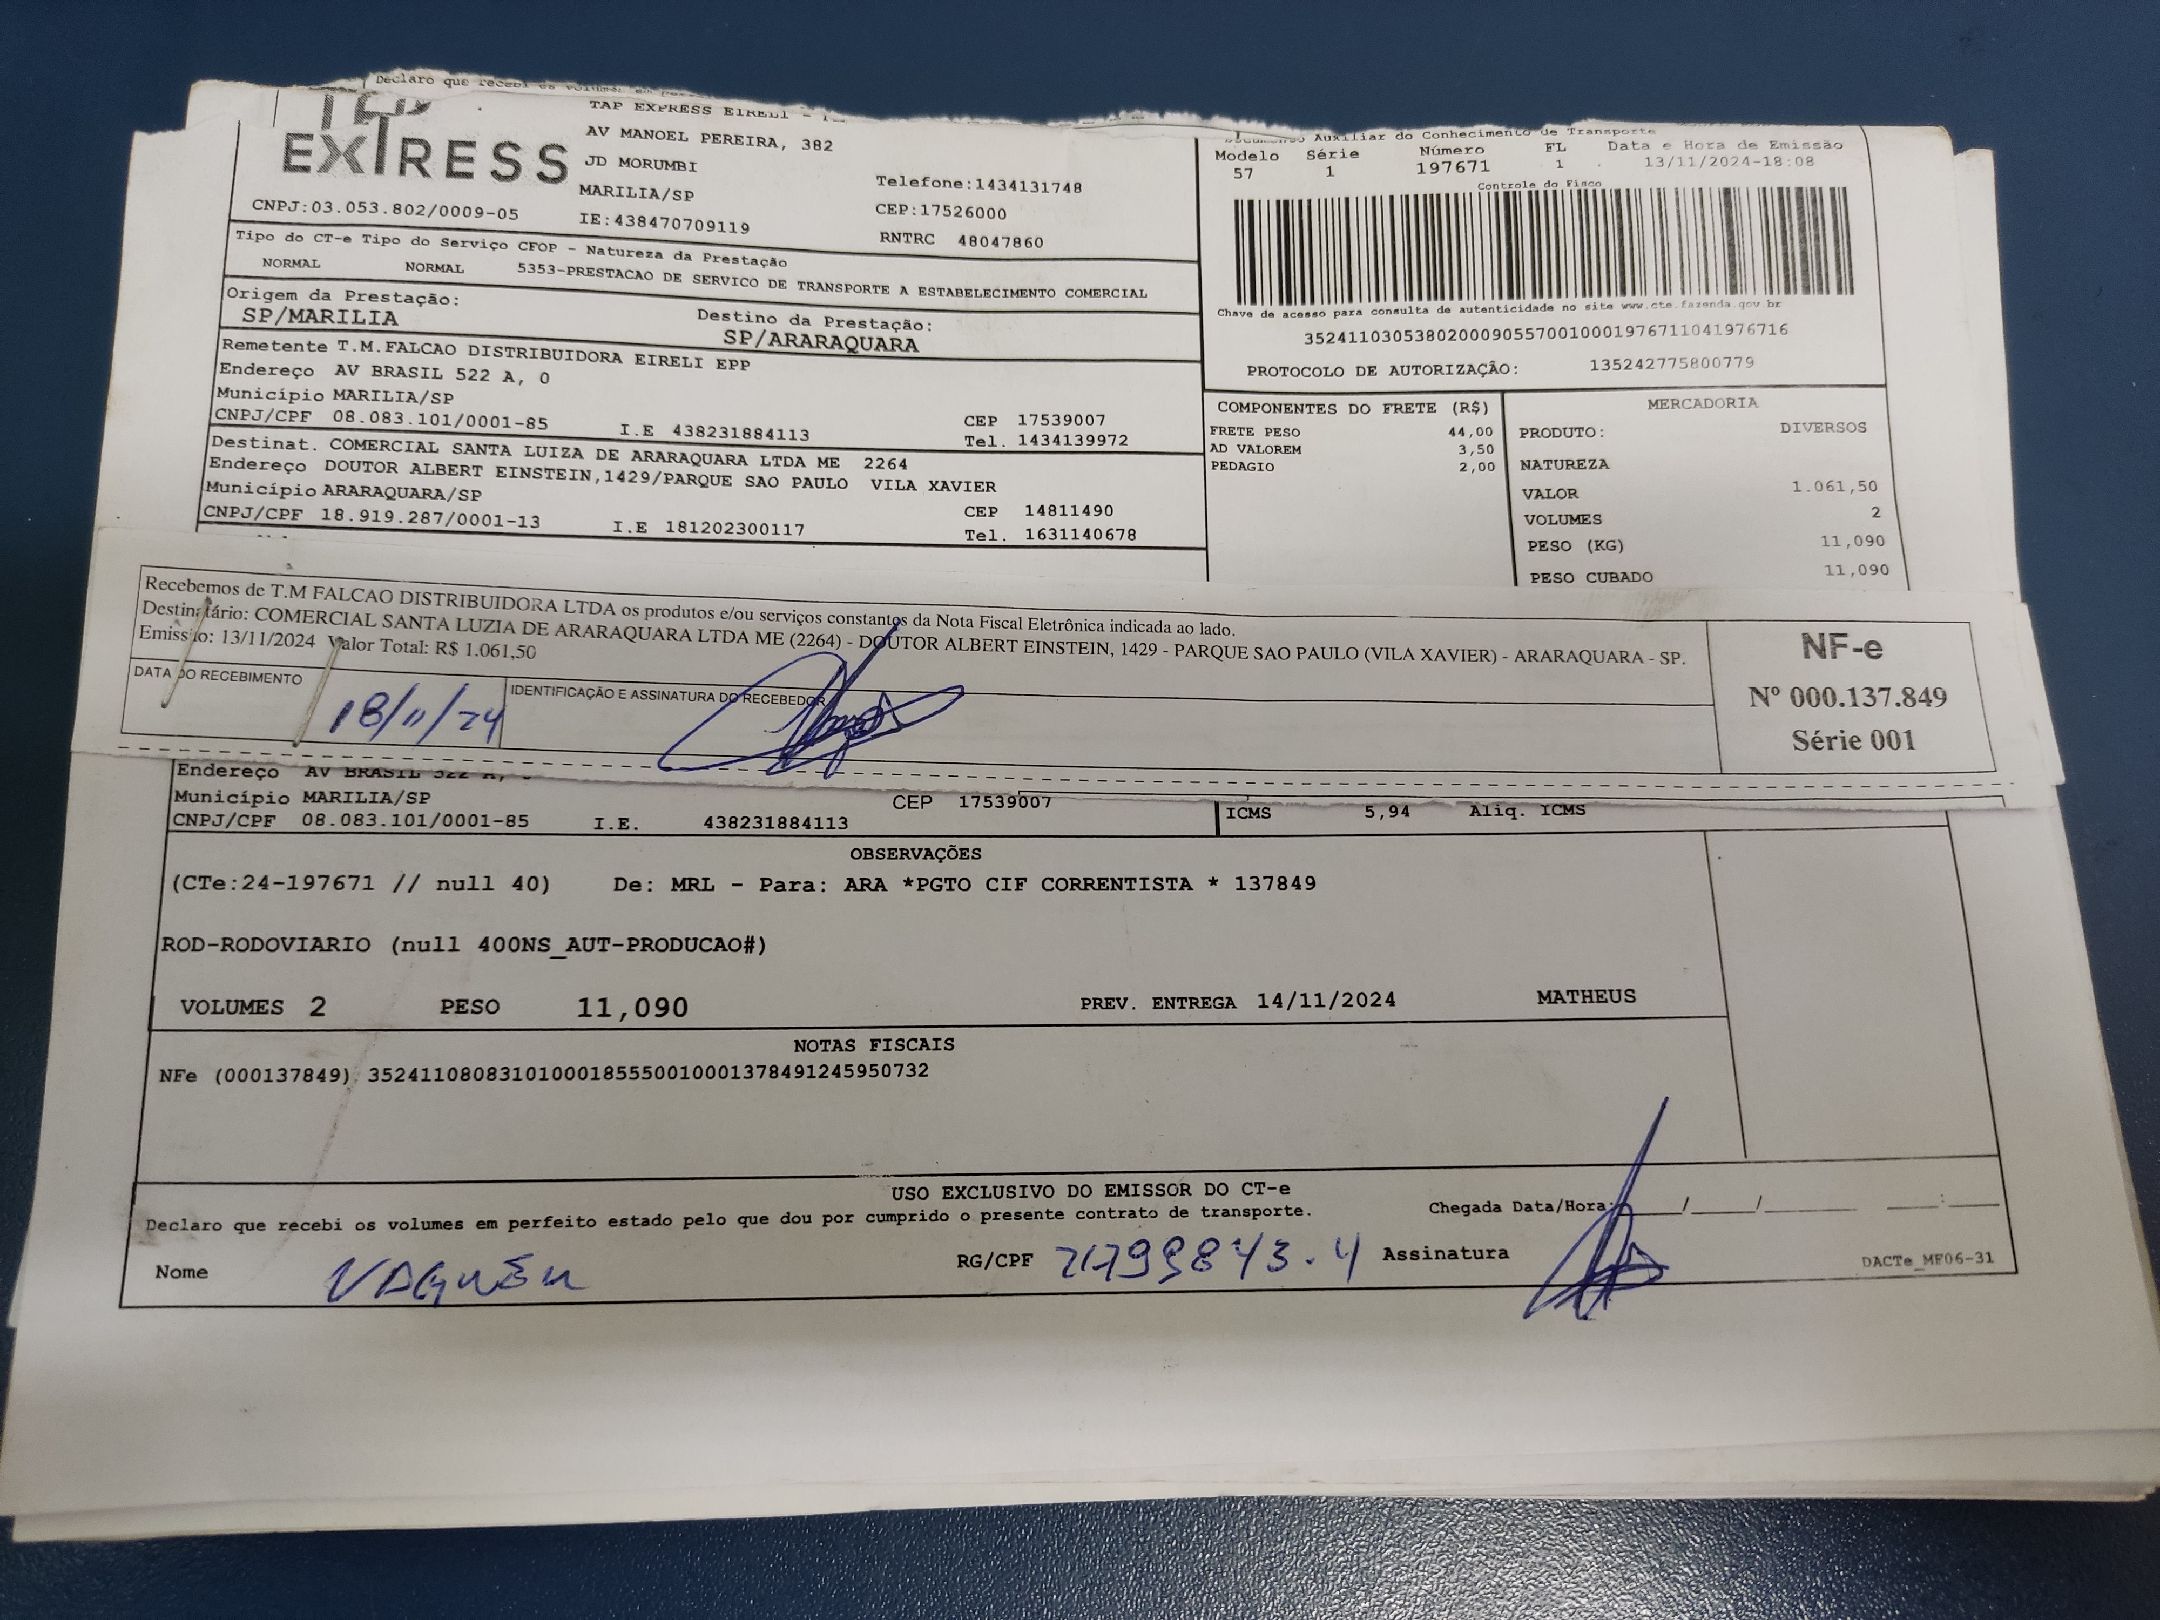 Declaro que recebi os volumes em
TAP
EXPRESS
TAP EXPRESS EIRELI -
AV MANOEL PEREIRA, 382
JD MORUMBI
MARILIA/SP
Telefone:1434131748
CEP:17526000
CNPJ:03.053.802/0009-05
IE:438470709119
RNTRC 48047860
Auxiliar do Conhecimento de Transporte
Modelo Série Número FL Data e Hora de Emissão
57 1 197671 1 13/11/2024-18:08
Controle do Fisco
Chave de acesso para consulta de autenticidade no site www.cte.fazenda.gov.br
35241103053802000905570010001976711041976716
PROTOCOLO DE AUTORIZAÇÃO: 135242775800779
Tipo do CT-e Tipo do Serviço CFOP - Natureza da Prestação
NORMAL NORMAL 5353-PRESTACAO DE SERVICO DE TRANSPORTE A ESTABELECIMENTO COMERCIAL
Origem da Prestação: Destino da Prestação:
SP/MARILIA SP/ARARAQUARA
Remetente T.M.FALCAO DISTRIBUIDORA EIRELI EPP
Endereço AV BRASIL 522 A, 0
Município MARILIA/SP CEP 17539007
CNPJ/CPF 08.083.101/0001-85 I.E 438231884113 Tel. 1434139972
Destinat. COMERCIAL SANTA LUIZA DE ARARAQUARA LTDA ME 2264
Endereço DOUTOR ALBERT EINSTEIN,1429/PARQUE SAO PAULO VILA XAVIER
Município ARARAQUARA/SP CEP 14811490
CNPJ/CPF 18.919.287/0001-13 I.E 181202300117 Tel. 1631140678
COMPONENTES DO FRETE (R$)
FRETE PESO 44,00
AD VALOREM 3,50
PEDAGIO 2,00
MERCADORIA
PRODUTO: DIVERSOS
NATUREZA
VALOR 1.061,50
VOLUMES 2
PESO (KG) 11,090
PESO CUBADO 11,090
Recebemos de T.M FALCAO DISTRIBUIDORA LTDA os produtos e/ou serviços constantes da Nota Fiscal Eletrônica indicada ao lado.
Destinatário: COMERCIAL SANTA LUZIA DE ARARAQUARA LTDA ME (2264) - DOUTOR ALBERT EINSTEIN, 1429 - PARQUE SAO PAULO (VILA XAVIER) - ARARAQUARA - SP.
Emissão: 13/11/2024 Valor Total: R$ 1.061,50
DATA DO RECEBIMENTO
18/11/24
IDENTIFICAÇÃO E ASSINATURA DO RECEBEDOR
NF-e
Nº 000.137.849
Série 001
Endereço AV BRASIL 522 A,
Município MARILIA/SP CEP 17539007
CNPJ/CPF 08.083.101/0001-85 I.E. 438231884113
ICMS 5,94 Aliq. ICMS
OBSERVAÇÕES
(CTe:24-197671 // null 40) De: MRL - Para: ARA *PGTO CIF CORRENTISTA * 137849
ROD-RODOVIARIO (null 400NS_AUT-PRODUCAO#)
VOLUMES 2 PESO 11,090 PREV. ENTREGA 14/11/2024 MATHEUS
NOTAS FISCAIS
NFe (000137849) 35241108083101000185550010001378491245950732
USO EXCLUSIVO DO EMISSOR DO CT-e
Declaro que recebi os volumes em perfeito estado pelo que dou por cumprido o presente contrato de transporte.
Chegada Data/Hora: ____/____/____ ____:____
Nome RG/CPF Assinatura
DACTe_MF06-31